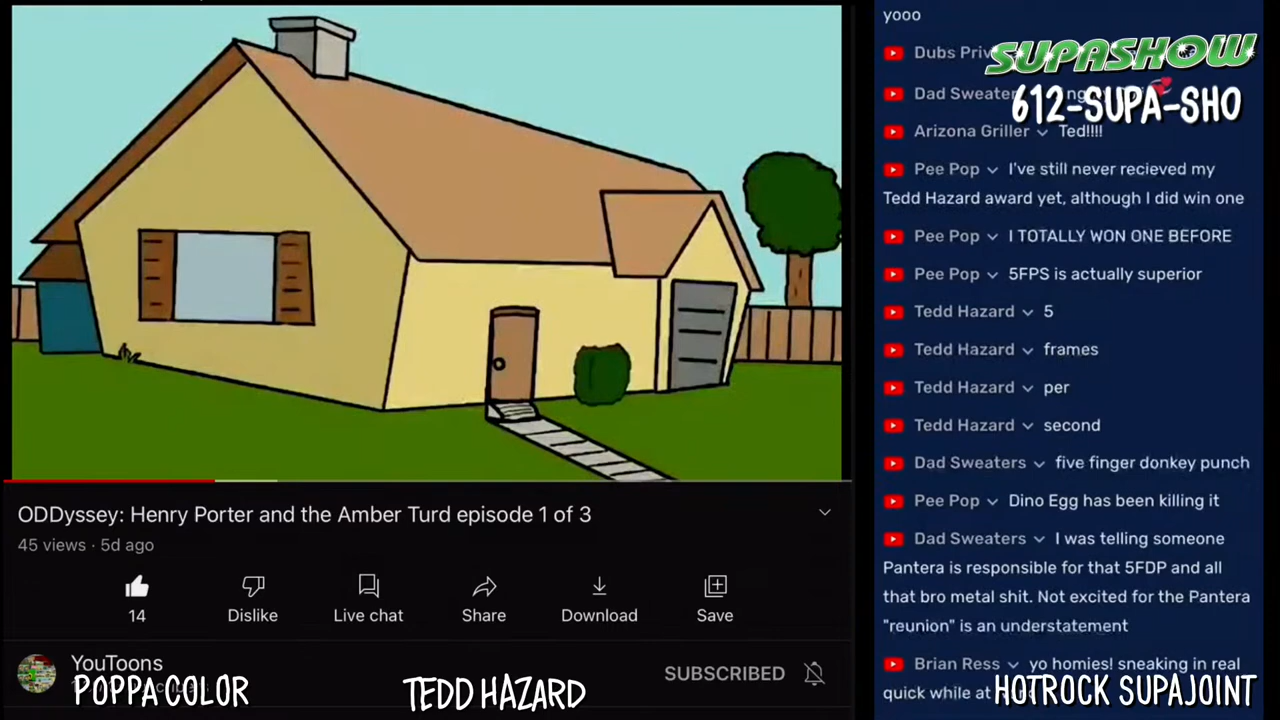 yooo
Dubs
SUPASHOW
Dad Sweaters
612-SUPA-SHO
Arizona Griller Ted!!!!
Pee Pop I've still never recieved my
Tedd Hazard award yet, although I did win one
Pee Pop I TOTALLY WON ONE BEFORE
Pee Pop 5FPS is actually superior
Tedd Hazard 5
Tedd Hazard frames
Tedd Hazard per
Tedd Hazard second
Dad Sweaters five finger donkey punch
Pee Pop Dino Egg has been killing it
Dad Sweaters I was telling someone
Pantera is responsible for that 5FDP and all
that bro metal shit. Not excited for the Pantera
"reunion" is an understatement
Brian Ress yo homies! sneaking in real
quick while at
ODDyssey: Henry Porter and the Amber Turd episode 1 of 3
45 views · 5d ago
14 Dislike Live chat Share Download Save
YouToons
SUBSCRIBED
POPPA COLOR
TEDD HAZARD
HOTROCK SUPAJOINT